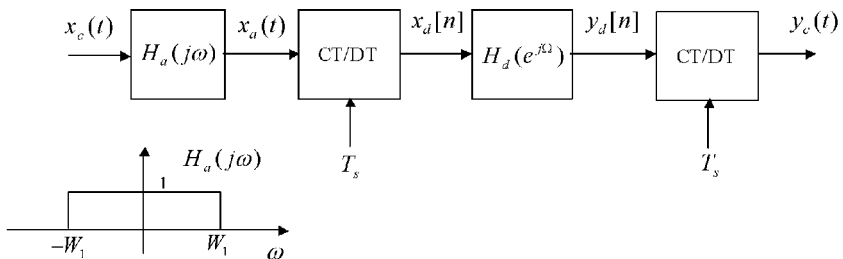 x_c(t) H_a(jω) x_a(t) CT/DT x_d[n] H_d(e^{jΩ}) y_d[n] CT/DT y_c(t)
T_s T_s
H_a(jω)
1
−W_1 W_1 ω